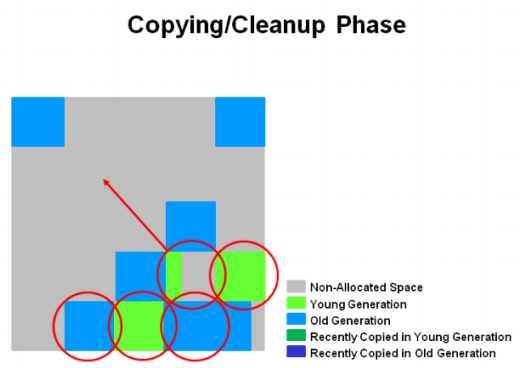 Copying/Cleanup Phase
Non-Allocated Space
Young Generation
Old Generation
Recently Copied in Young Generation
Recently Copied in Old Generation